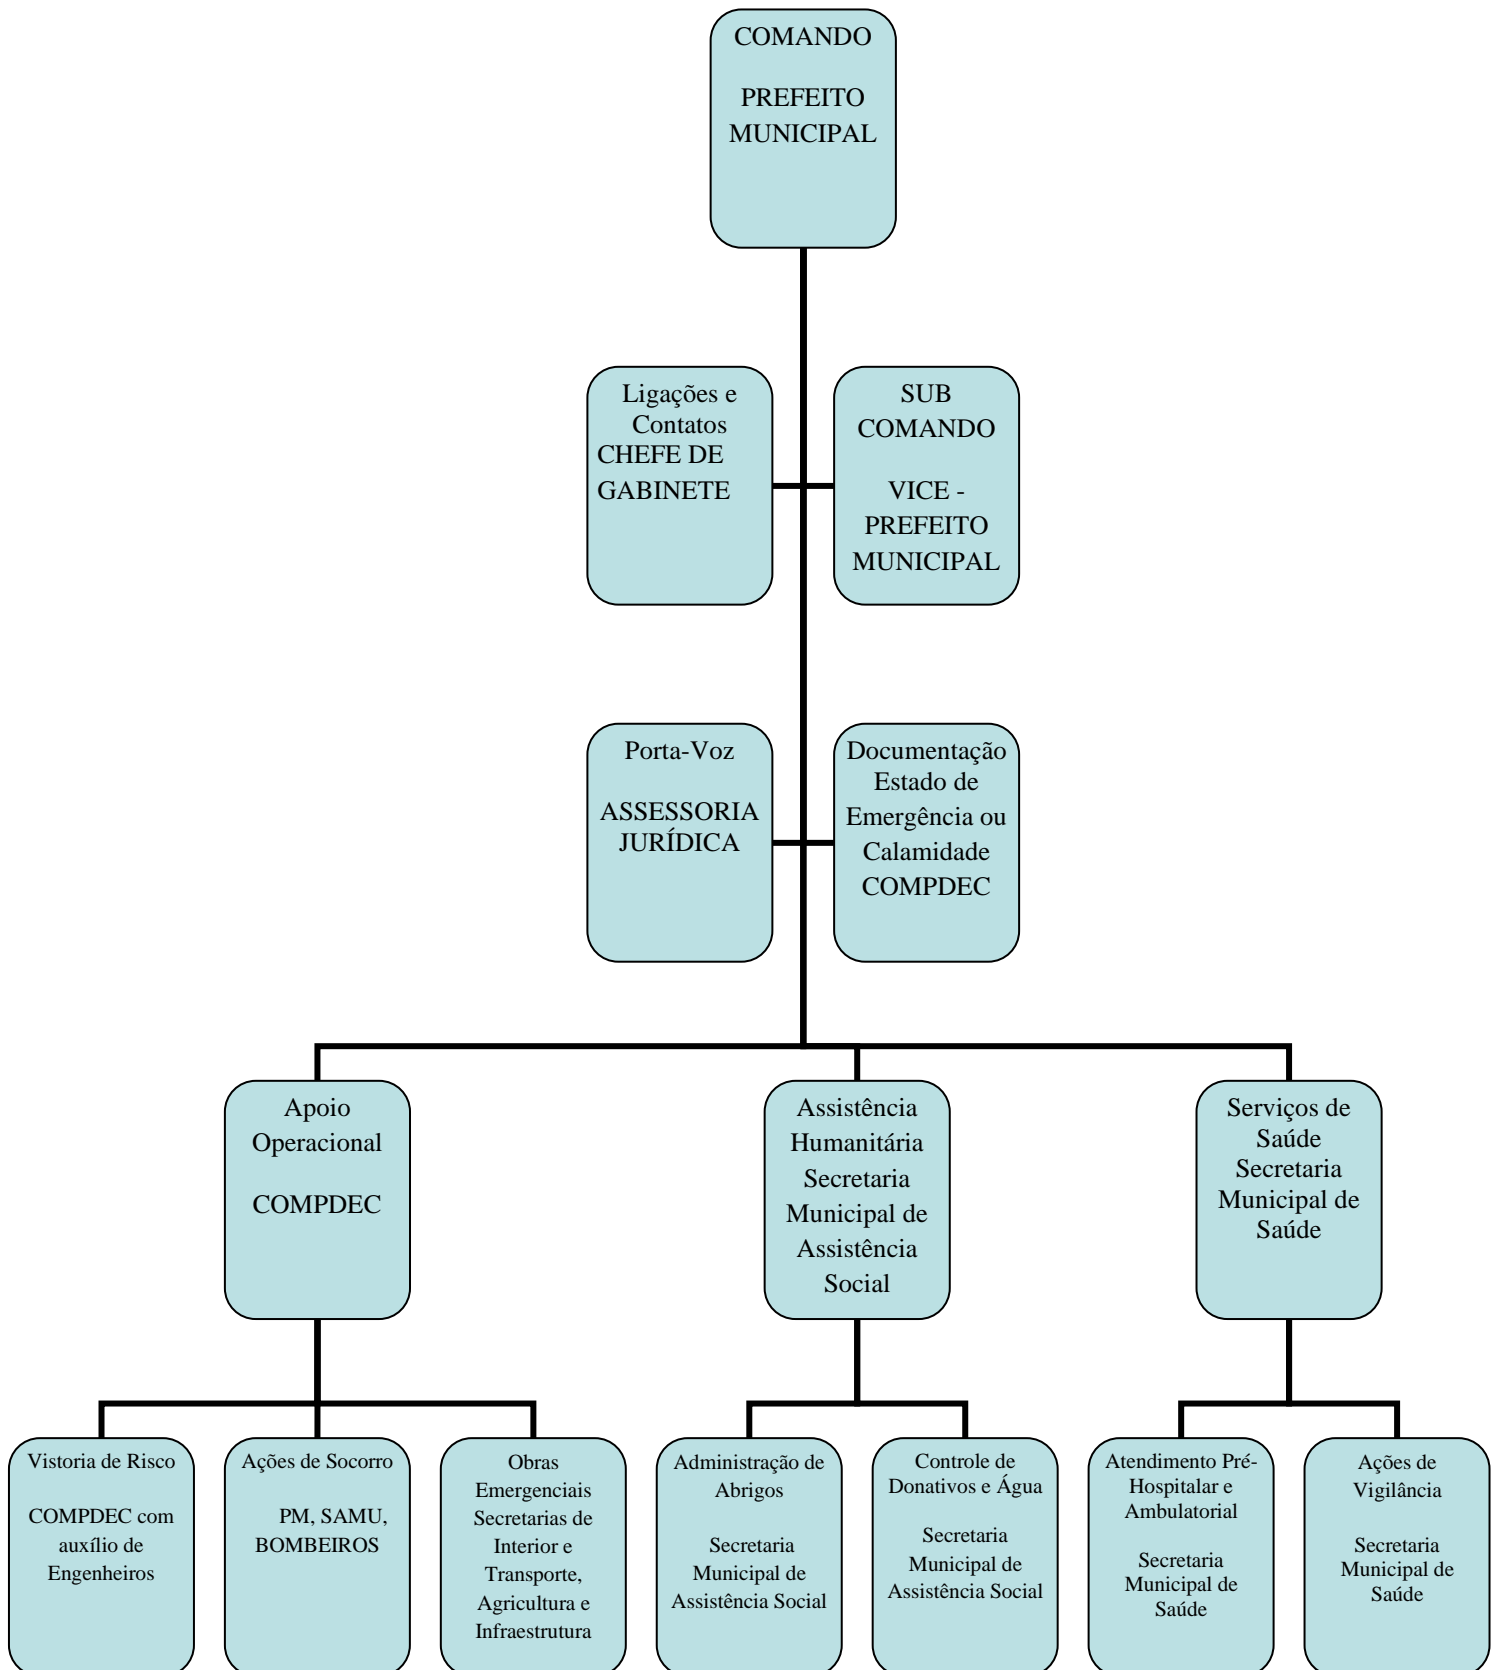 COMANDO
PREFEITO
MUNICIPAL
Ligações e
Contatos
CHEFE DE
GABINETE
SUB
COMANDO
VICE -
PREFEITO
MUNICIPAL
Porta-Voz
ASSESSORIA
JURÍDICA
Documentação
Estado de
Emergência ou
Calamidade
COMPDEC
Apoio
Operacional
COMPDEC
Assistência
Humanitária
Secretaria
Municipal de
Assistência
Social
Serviços de
Saúde
Secretaria
Municipal de
Saúde
Vistoria de Risco
COMPDEC com
auxílio de
Engenheiros
Ações de Socorro
PM, SAMU,
BOMBEIROS
Obras
Emergenciais
Secretarias de
Interior e
Transporte,
Agricultura e
Infraestrutura
Administração de
Abrigos
Secretaria
Municipal de
Assistência Social
Controle de
Donativos e Água
Secretaria
Municipal de
Assistência Social
Atendimento Pré-
Hospitalar e
Ambulatorial
Secretaria
Municipal de
Saúde
Ações de
Vigilância
Secretaria
Municipal de
Saúde